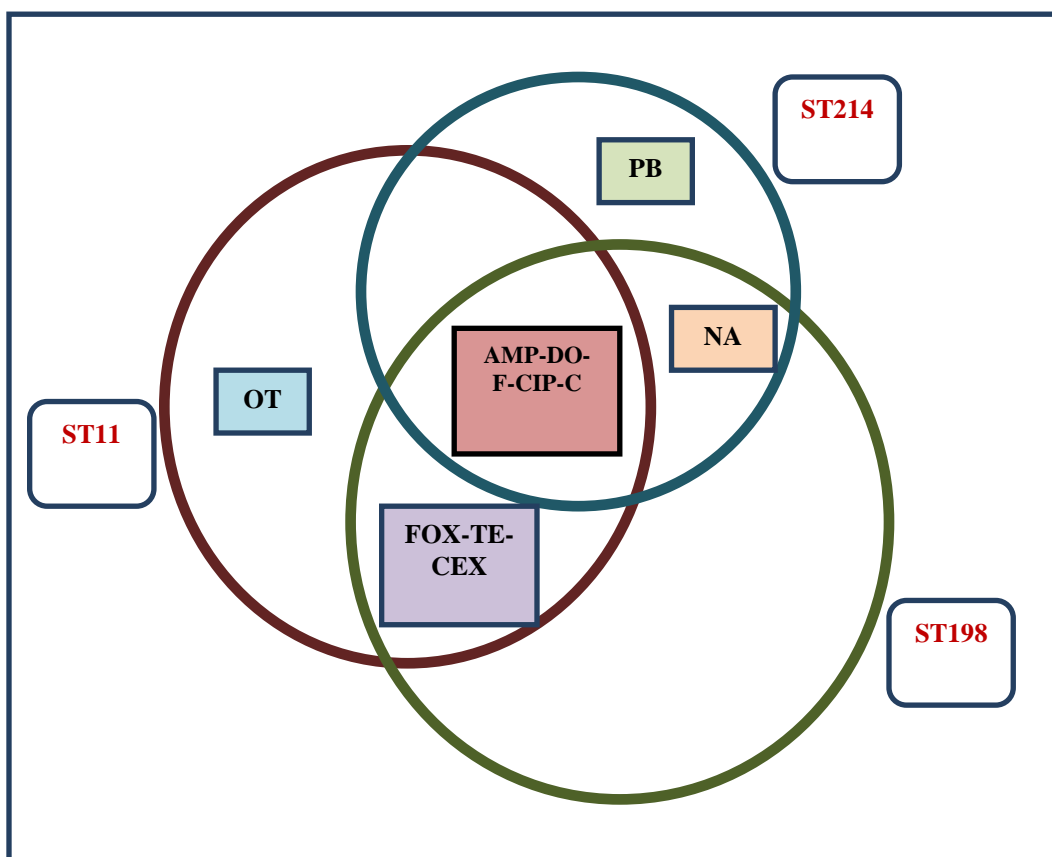 ST214
PB
NA
AMP-DO-
F-CIP-C
OT
ST11
FOX-TE-
CEX
ST198